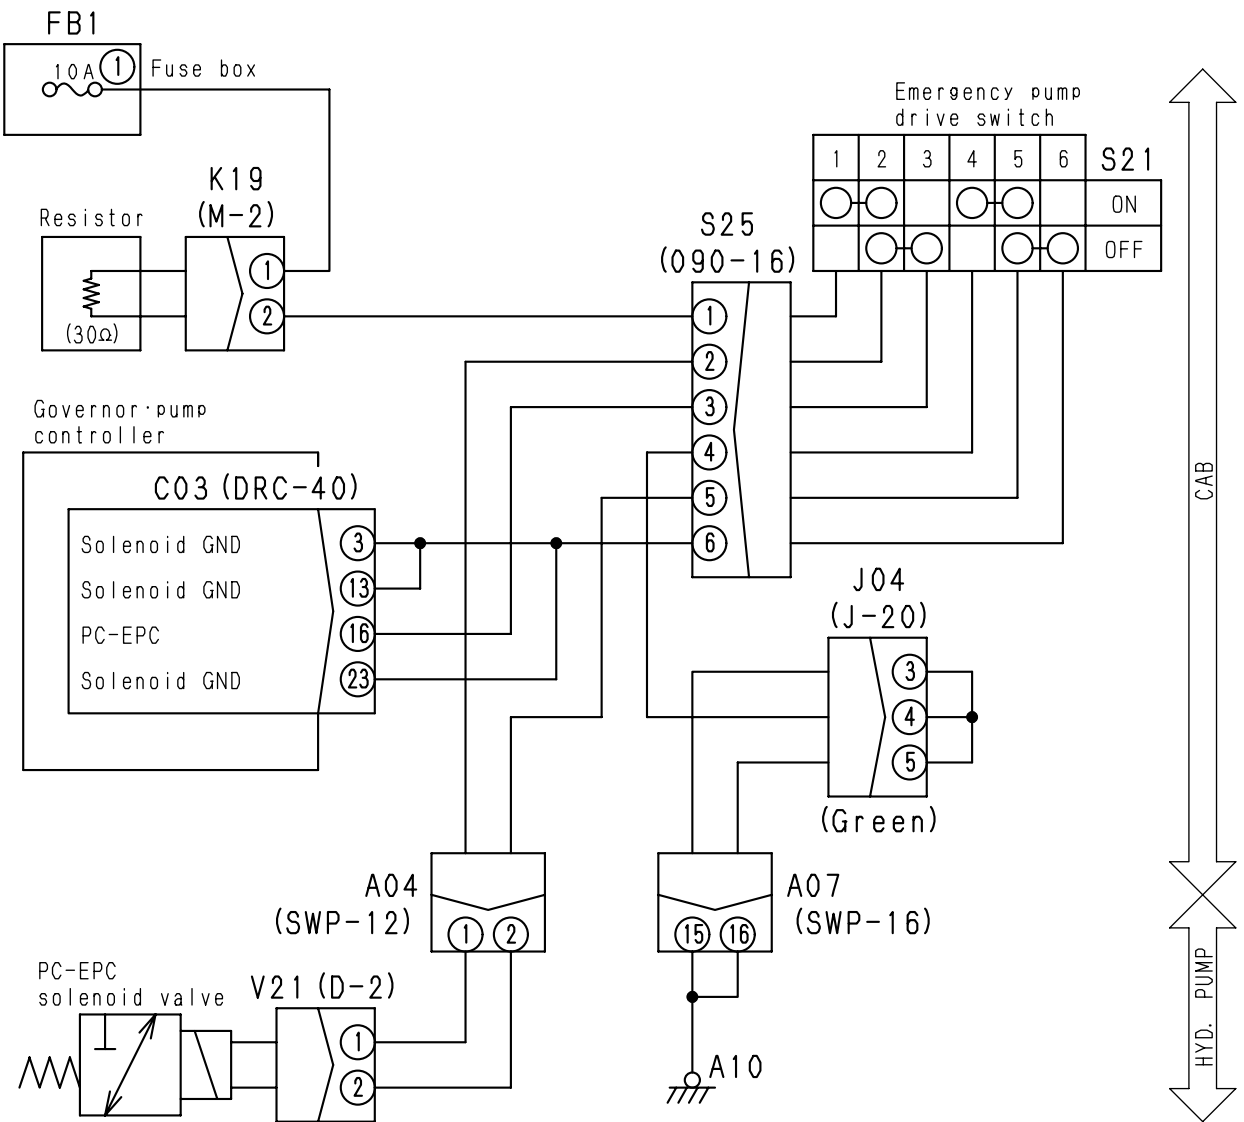 FB1
10A 1 Fuse box
Emergency pump
drive switch
1 2 3 4 5 6 S21
ON
OFF
K19
(M-2)
Resistor
(30Ω)
1
2
S25
(090-16)
1
2
3
4
5
6
Governor·pump
controller
C03 (DRC-40)
Solenoid GND 3
Solenoid GND 13
PC-EPC 16
Solenoid GND 23
J04
(J-20)
3
4
5
(Green)
A04
(SWP-12)
1 2
A07
(SWP-16)
15 16
PC-EPC
solenoid valve
V21 (D-2)
1
2
A10
CAB
HYD. PUMP